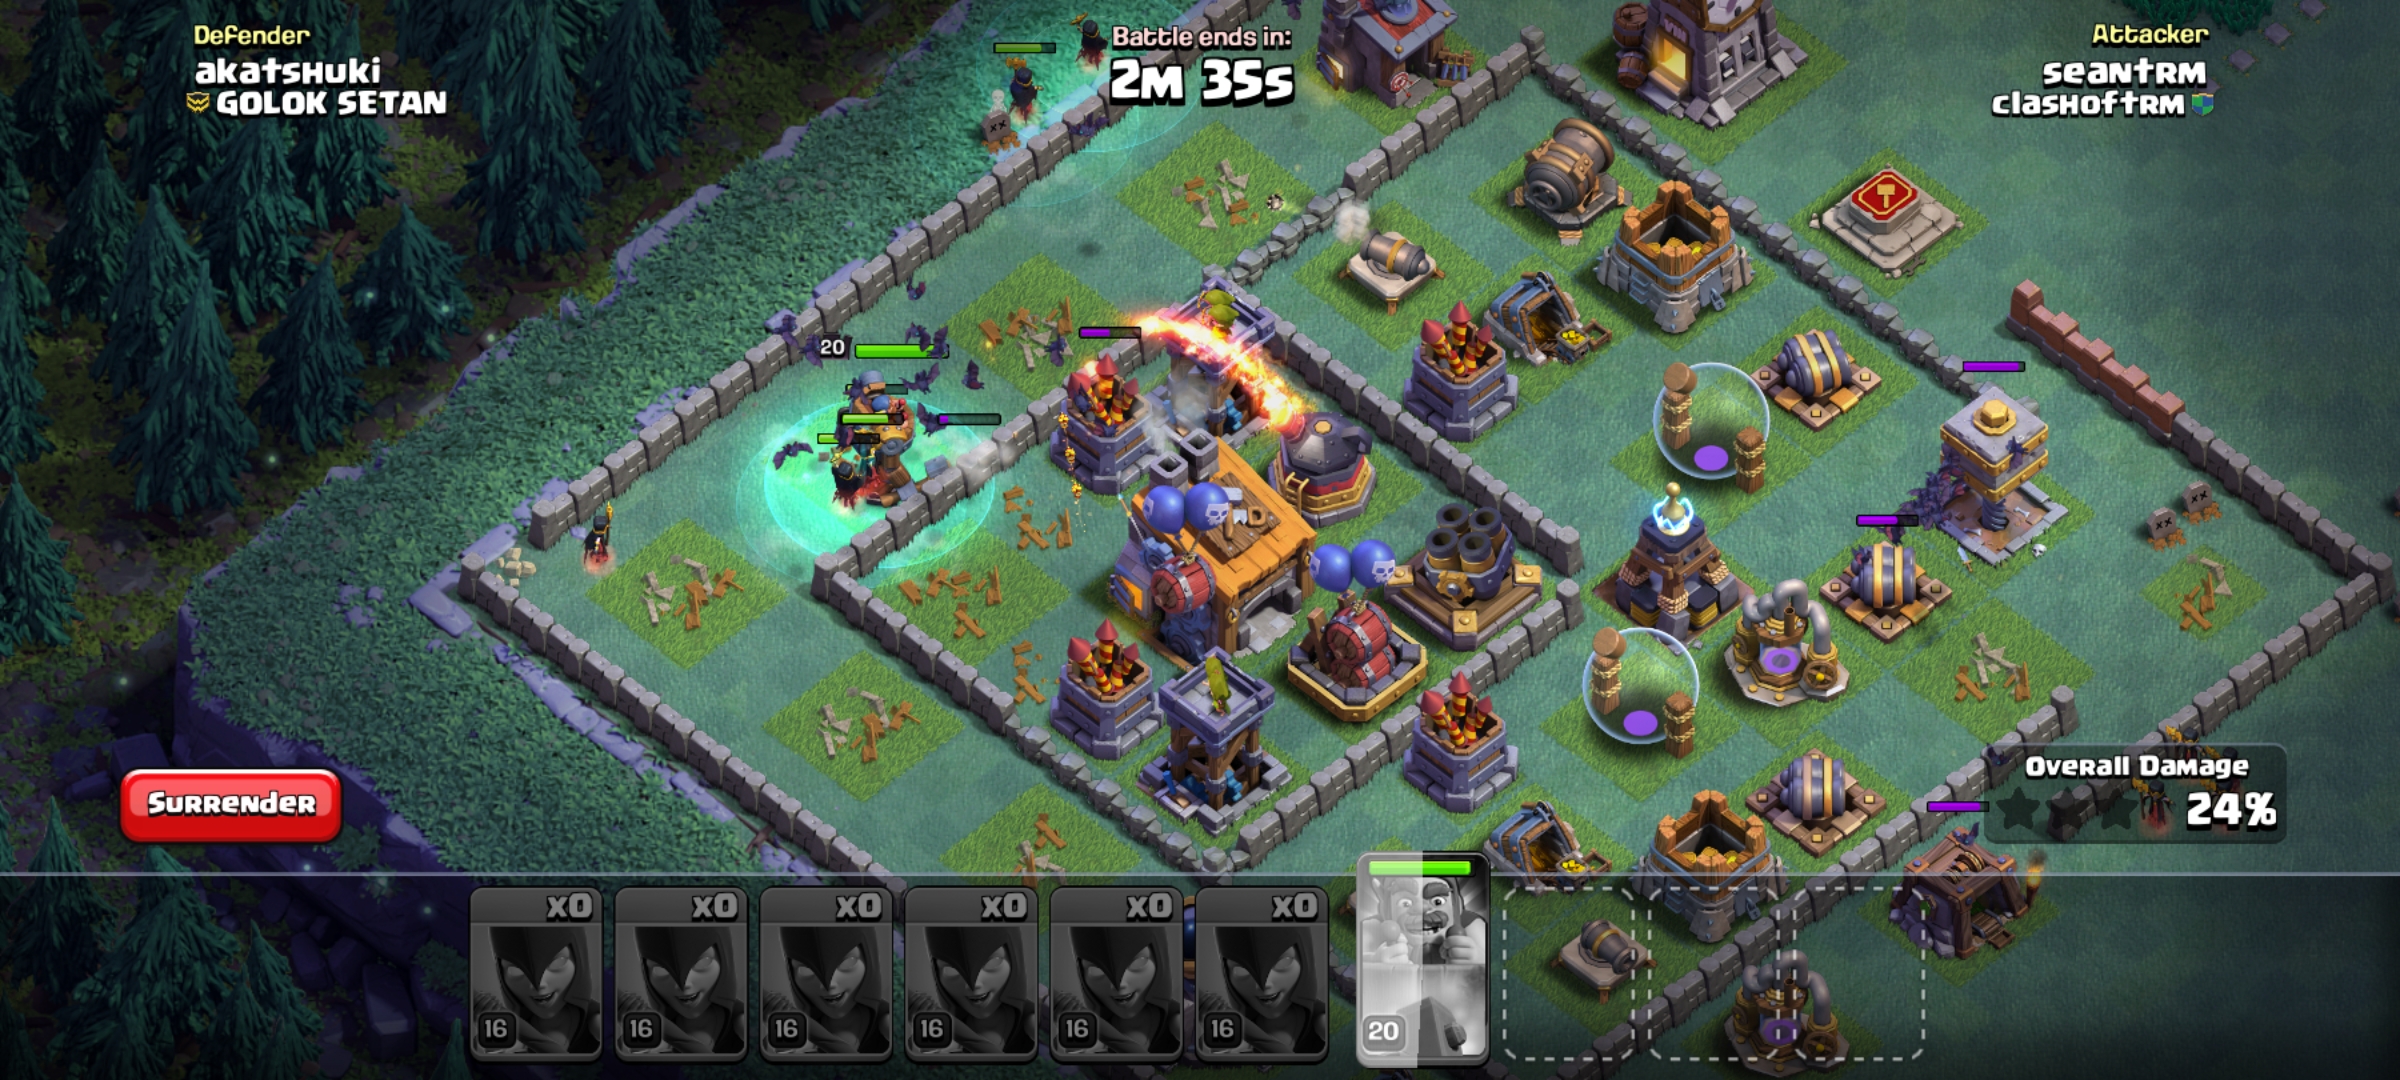 Defender
akatsHuki
GOLOK SETAN
Battle ends in:
2M 35s
Attacker
seantRM
clasHoftRM
20
Surrender
Overall Damage
24%
x0
x0
x0
x0
x0
x0
16
16
16
16
16
16
20